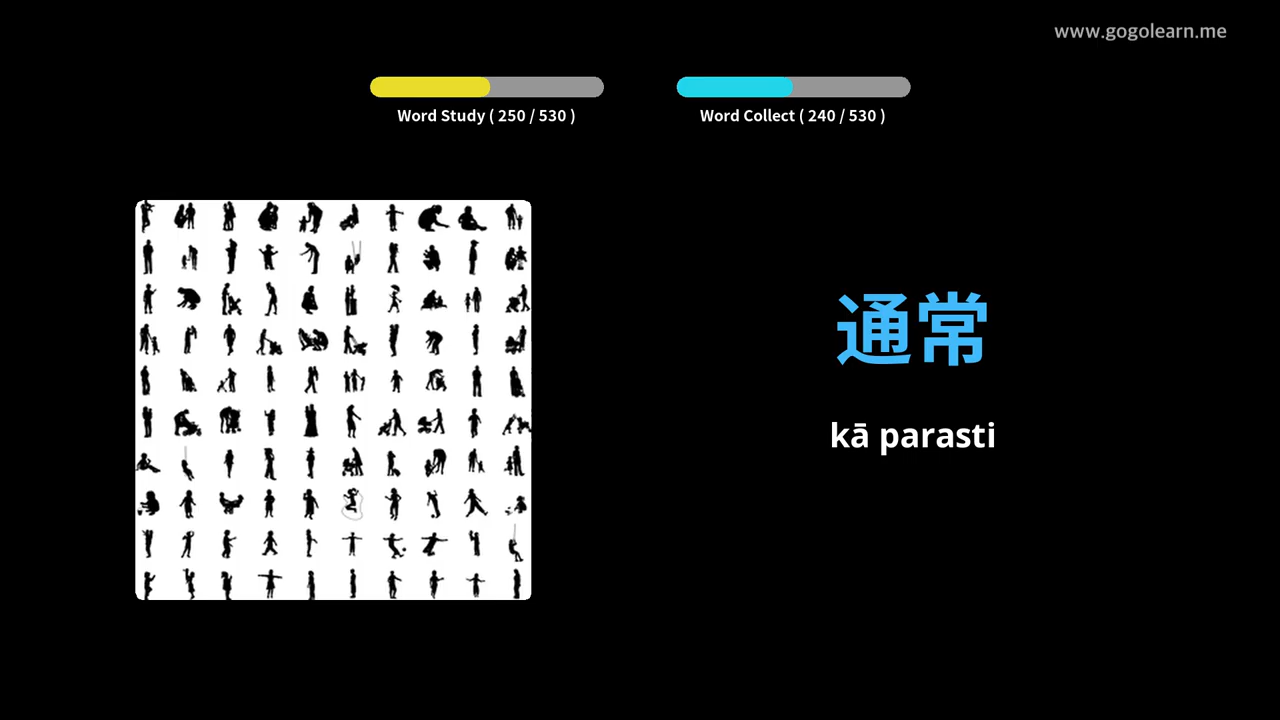 www.gogolearn.me
Word Study ( 250 / 530 )
Word Collect ( 240 / 530 )
通常
kā parasti